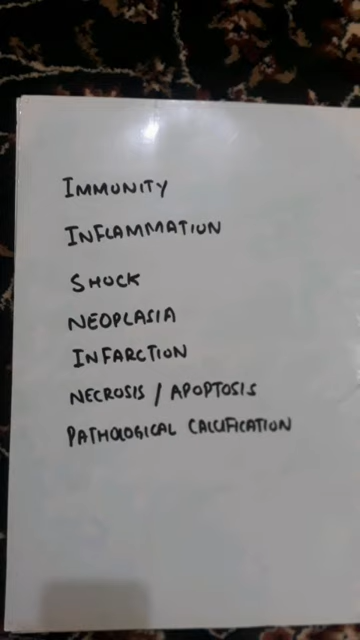 IMMUNITY
INFLAMMATION
SHOCK
NEOPLASIA
INFARCTION
NECROSIS / APOPTOSIS
PATHOLOGICAL CALCIFICATION